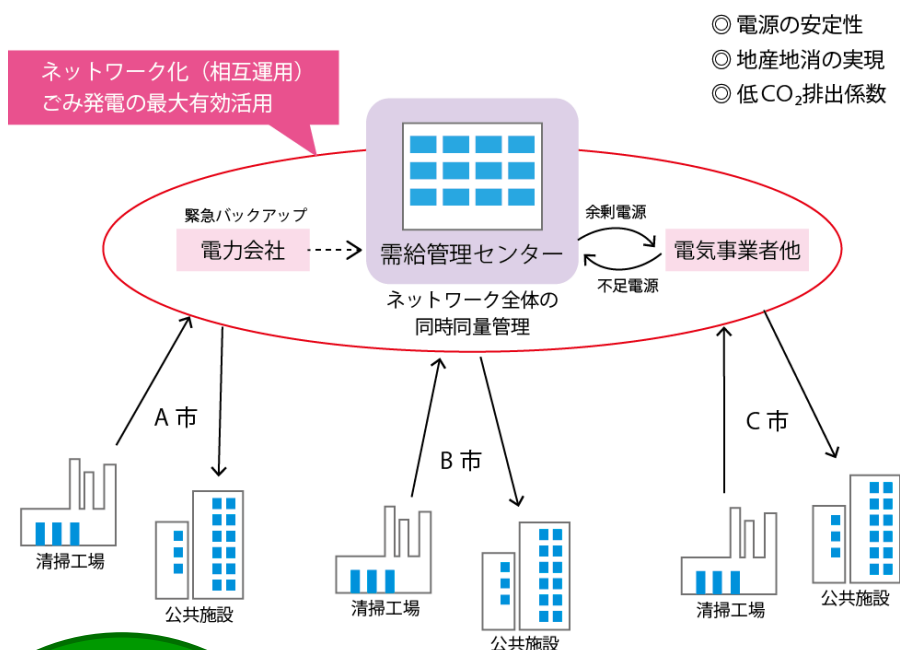 ◎ 電源の安定性
◎ 地産地消の実現
◎ 低CO₂排出係数
ネットワーク化（相互運用）
ごみ発電の最大有効活用
緊急バックアップ
電力会社
需給管理センター
余剰電源
電気事業者他
不足電源
ネットワーク全体の
同時同量管理
A 市
B 市
C 市
清掃工場
公共施設
清掃工場
公共施設
清掃工場
公共施設